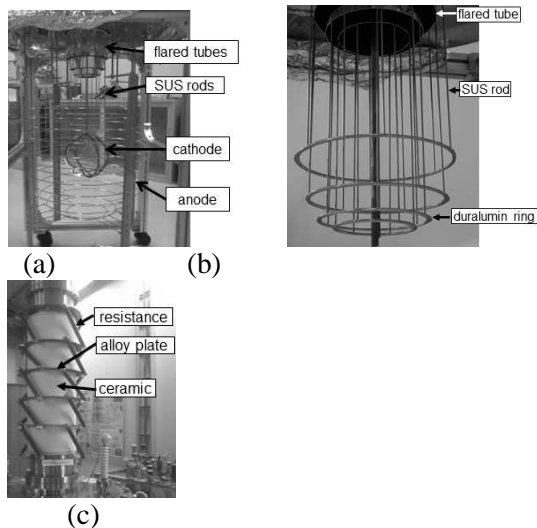 flared tubes
SUS rods
cathode
anode
flared tube
SUS rod
duralumin ring
(a)
(b)
resistance
alloy plate
ceramic
(c)